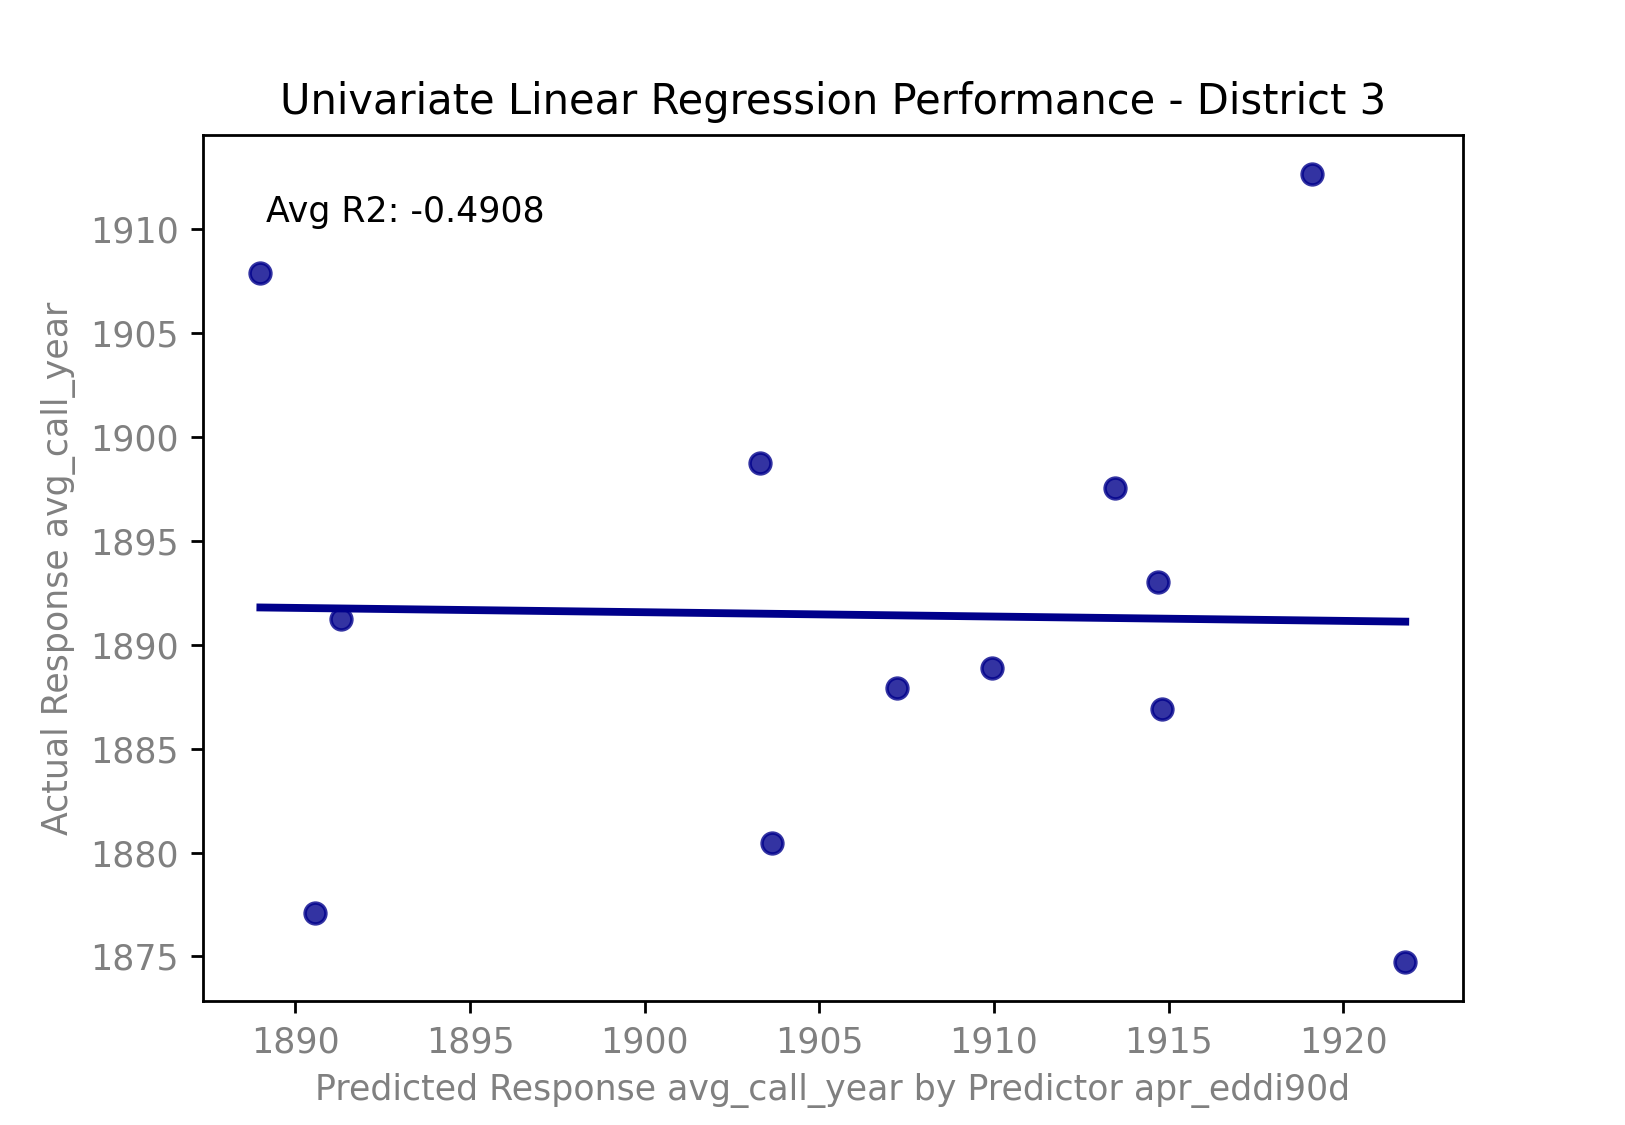 Univariate Linear Regression Performance - District 3
Avg R2: -0.4908
Actual Response avg_call_year
1910
1905
1900
1895
1890
1885
1880
1875
1890 1895 1900 1905 1910 1915 1920
Predicted Response avg_call_year by Predictor apr_eddi90d